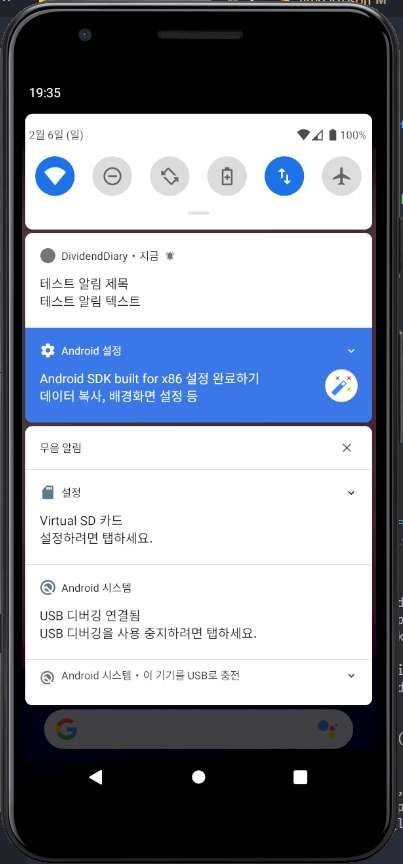 19:35
2월 6일 (일)
100%
DividendDiary • 지금
테스트 알림 제목
테스트 알림 텍스트
Android 설정
Android SDK built for x86 설정 완료하기
데이터 복사, 배경화면 설정 등
무음 알림
설정
Virtual SD 카드
설정하려면 탭하세요.
Android 시스템
USB 디버깅 연결됨
USB 디버깅을 사용 중지하려면 탭하세요.
Android 시스템 • 이 기기를 USB로 충전